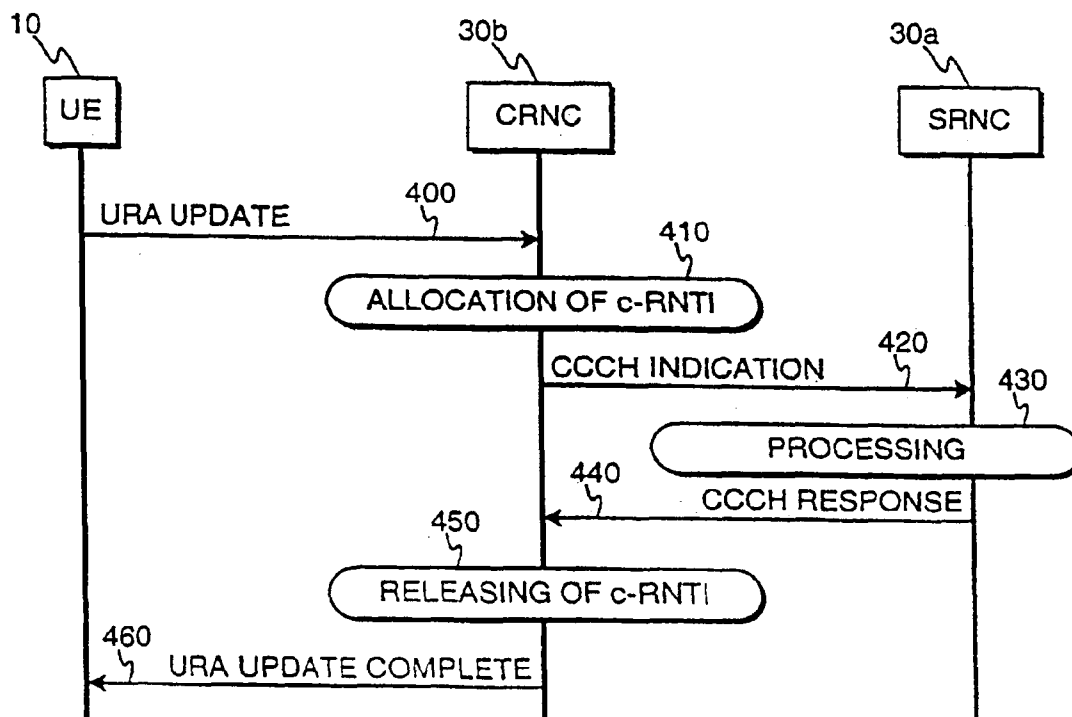 10
30b
30a
UE
CRNC
SRNC
URA UPDATE
400
410
ALLOCATION OF c-RNTI
420
CCCH INDICATION
430
PROCESSING
440
CCCH RESPONSE
450
RELEASING OF c-RNTI
460
URA UPDATE COMPLETE